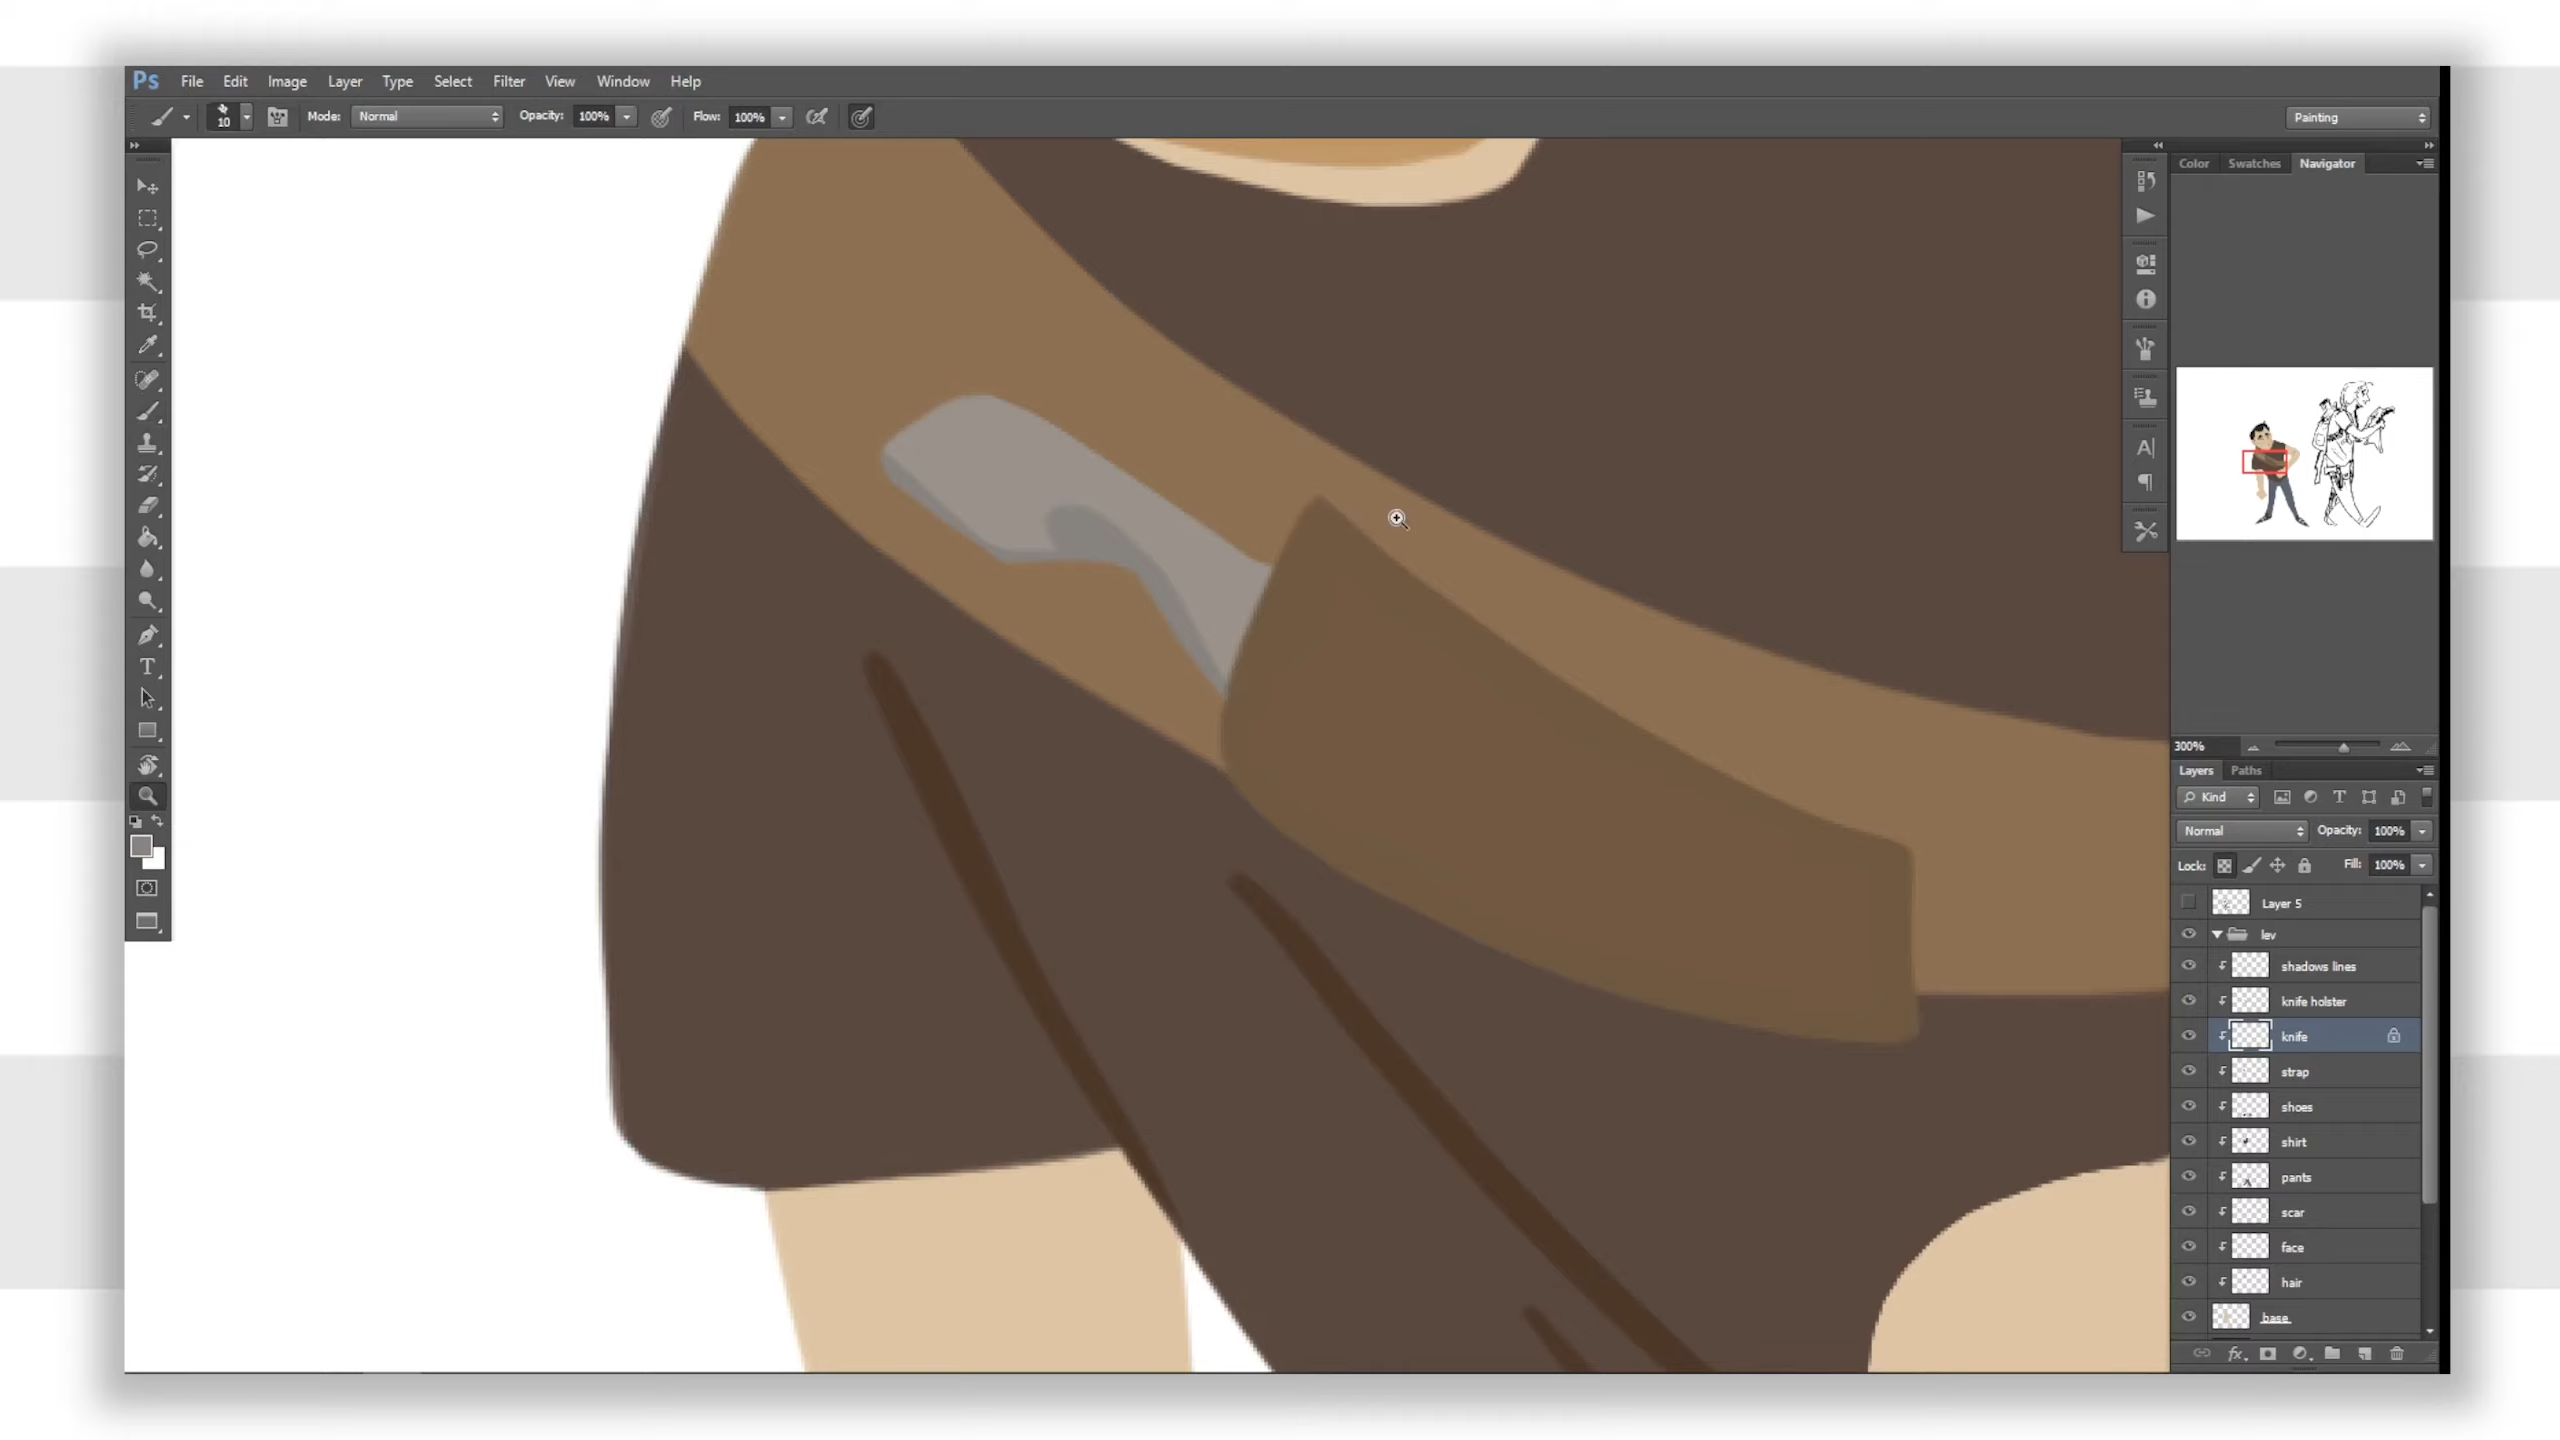 Ps File Edit Image Layer Type Select Filter View Window Help
10 Mode: Normal Opacity: 100% Flow: 100% Painting
Color Swatches Navigator
300%
Layers Paths
Kind
Normal Opacity: 100%
Lock: Fill: 100%
Layer 5
lev
shadows lines
knife holster
knife
strap
shoes
shirt
pants
scar
face
hair
base